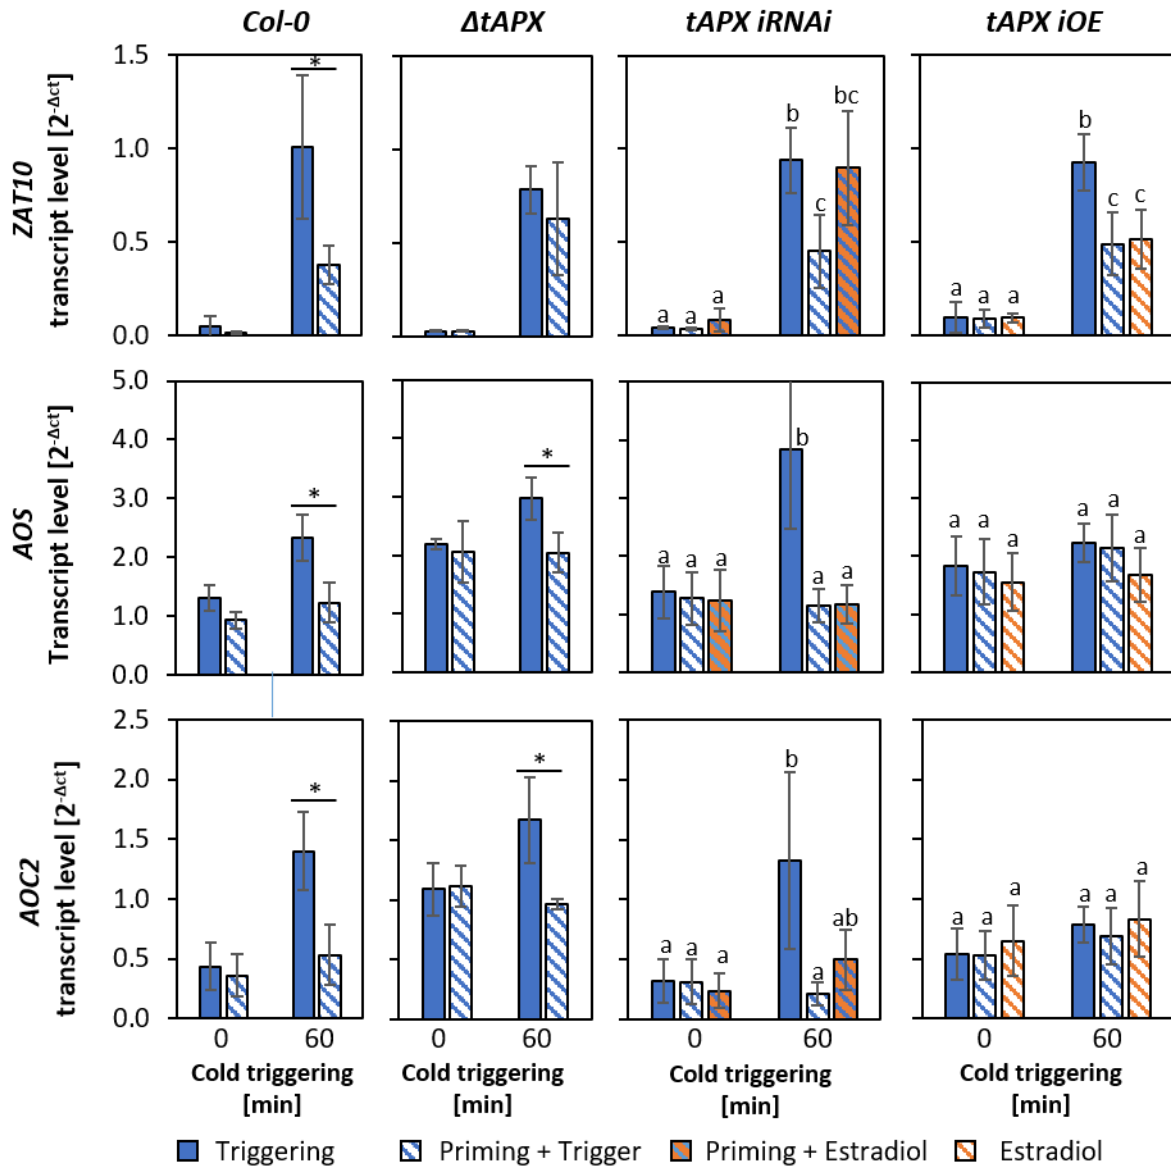 Col-0 ΔtAPX tAPX iRNAi tAPX iOE
ZAT10
transcript level [2^-Δct]
1.5
1.0
0.5
0.0
*
b
c
bc
a a a
b
c c
a a a
AOS
Transcript level [2^-Δct]
5.0
4.0
3.0
2.0
1.0
0.0
*
*
b
a a a
a a
a a a
a a a
AOC2
transcript level [2^-Δct]
2.5
2.0
1.5
1.0
0.5
0.0
*
*
b
a a a
a
ab
a a a
a a a
0 60 0 60 0 60 0 60
Cold triggering Cold triggering Cold triggering Cold triggering
[min] [min] [min] [min]
Triggering Priming + Trigger Priming + Estradiol Estradiol